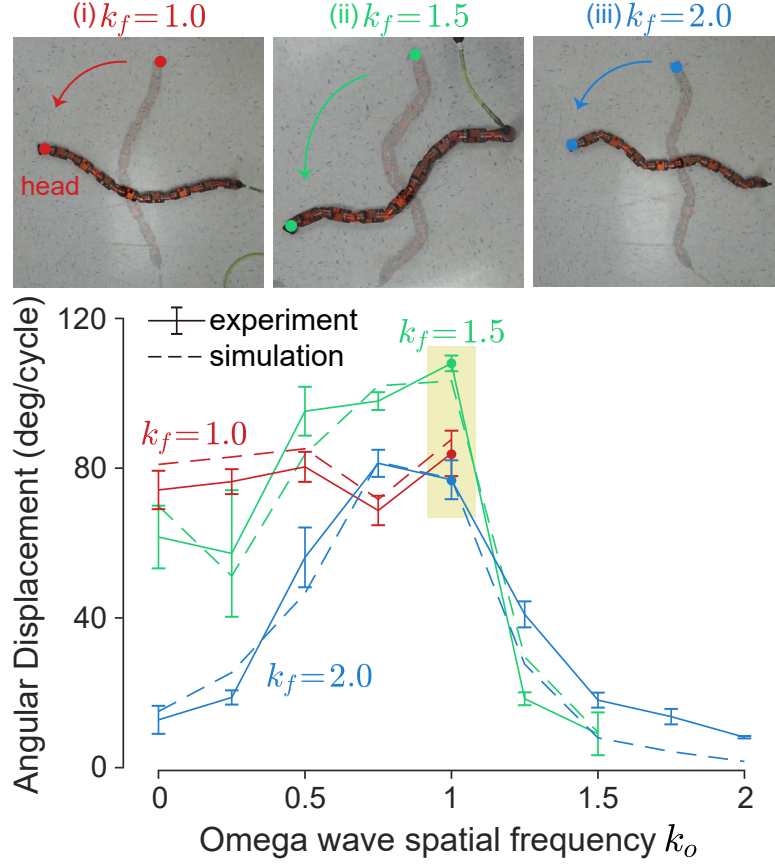 (i) k_f = 1.0
(ii) k_f = 1.5
(iii) k_f = 2.0
head
experiment
simulation
k_f = 1.5
k_f = 1.0
k_f = 2.0
Angular Displacement (deg/cycle)
120
80
40
0
0 0.5 1 1.5 2
Omega wave spatial frequency k_o